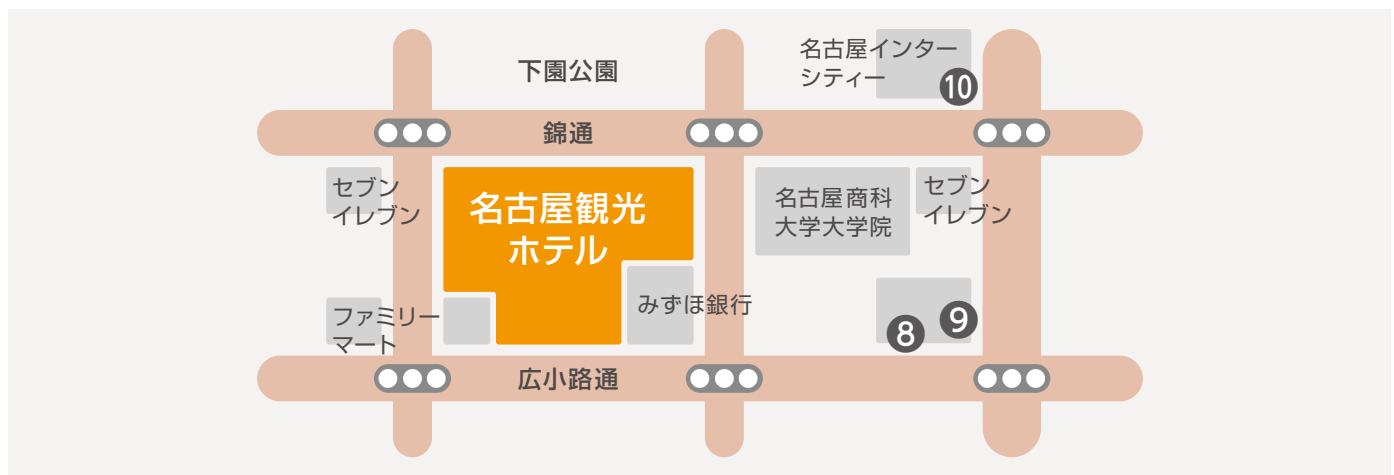 下園公園
名古屋インター
シティー
10
錦通
セブン
イレブン
名古屋観光
ホテル
名古屋商科
大学大学院
セブン
イレブン
ファミリー
マート
みずほ銀行
8
9
広小路通